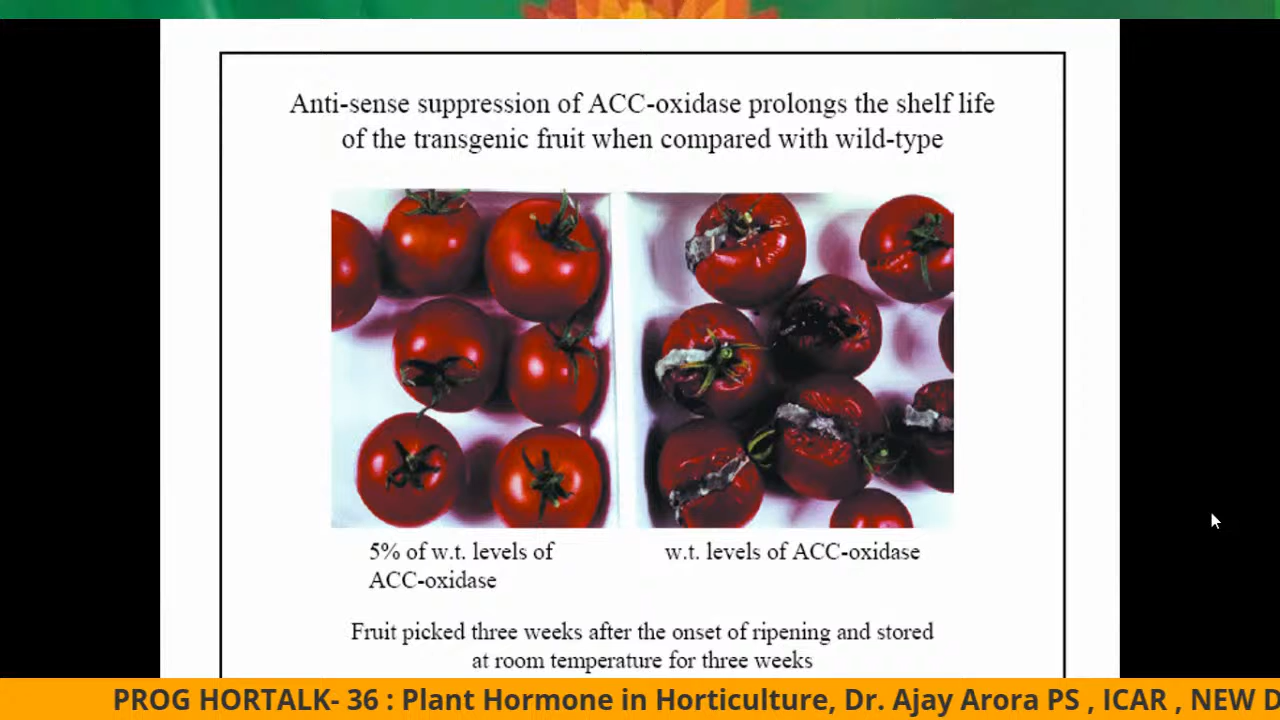 Anti-sense suppression of ACC-oxidase prolongs the shelf life
of the transgenic fruit when compared with wild-type
5% of w.t. levels of
ACC-oxidase
w.t. levels of ACC-oxidase
Fruit picked three weeks after the onset of ripening and stored
at room temperature for three weeks
PROG HORTALK- 36 : Plant Hormone in Horticulture, Dr. Ajay Arora PS , ICAR , NEW D